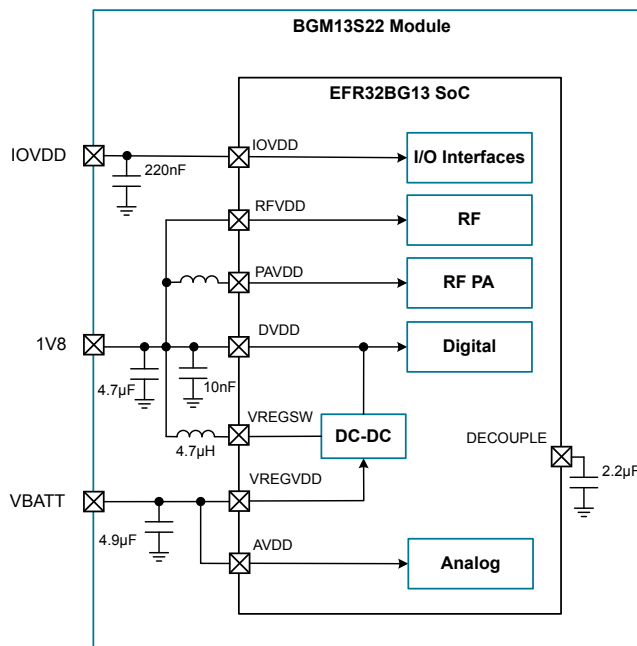 BGM13S22 Module
EFR32BG13 SoC
IOVDD
IOVDD
I/O Interfaces
220nF
RFVDD
RF
PAVDD
RF PA
1V8
DVDD
Digital
4.7µF
10nF
VREGSW
DC-DC
DECOUPLE
4.7µH
2.2µF
VREGVDD
VBATT
4.9µF
AVDD
Analog